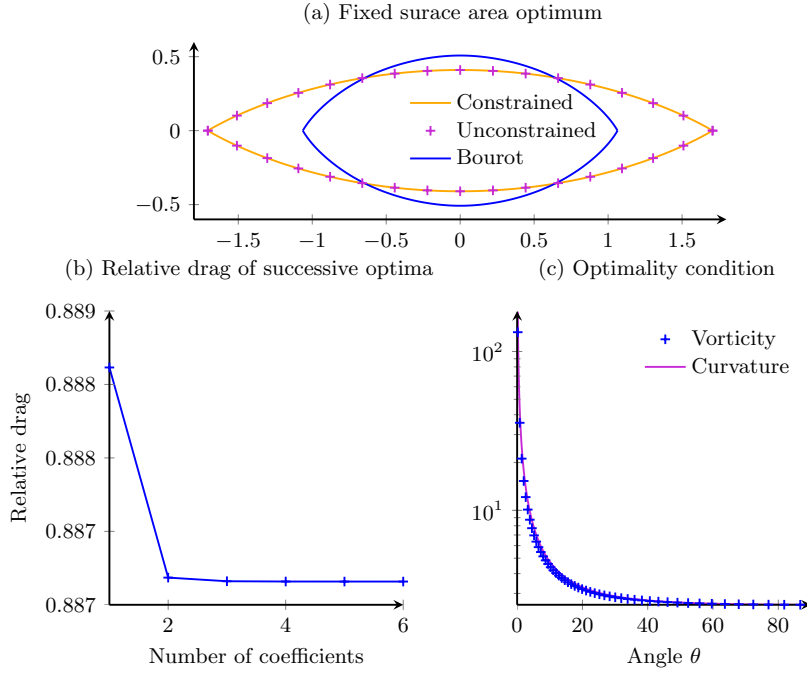 (a) Fixed surace area optimum
0.5
0
−0.5
Constrained
Unconstrained
Bourot
−1.5 −1 −0.5 0 0.5 1 1.5
(b) Relative drag of successive optima
0.889
0.888
0.888
0.887
0.887
Relative drag
2 4 6
Number of coefficients
(c) Optimality condition
10^2
10^1
Vorticity
Curvature
0 20 40 60 80
Angle θ